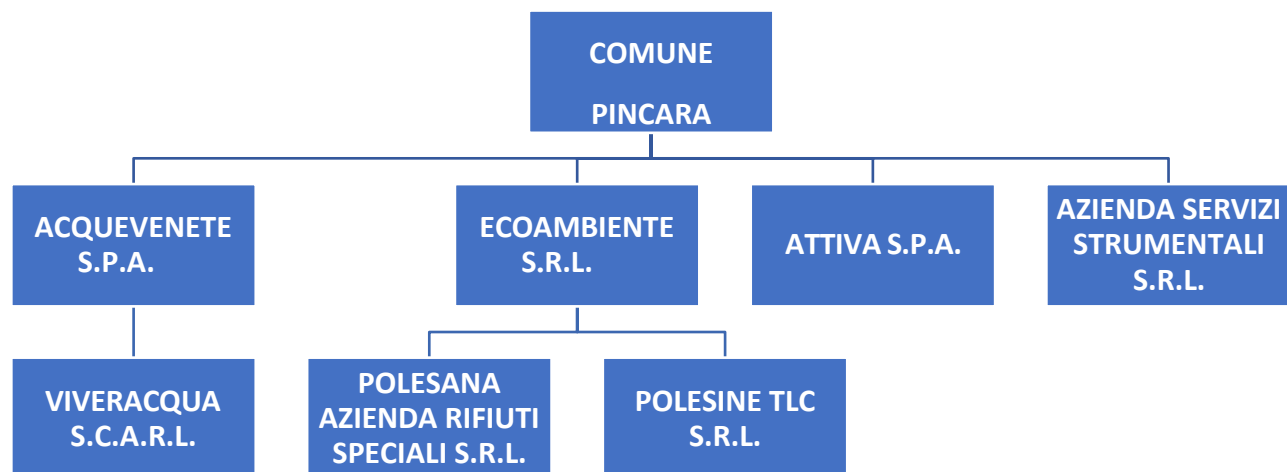 COMUNE
PINCARA
ACQUEVENETE
S.P.A.
ECOAMBIENTE
S.R.L.
ATTIVA S.P.A.
AZIENDA SERVIZI
STRUMENTALI
S.R.L.
VIVERACQUA
S.C.A.R.L.
POLESANA
AZIENDA RIFIUTI
SPECIALI S.R.L.
POLESINE TLC
S.R.L.